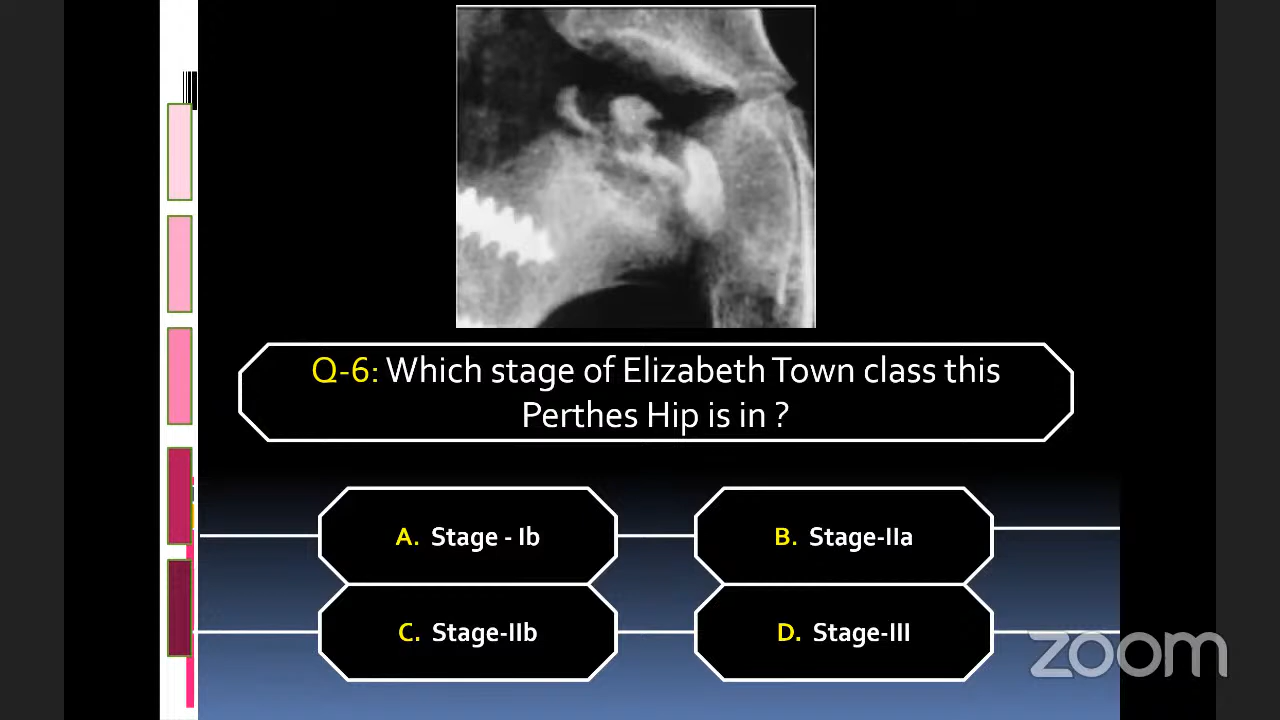 Q-6: Which stage of Elizabeth Town class this
Perthes Hip is in ?
A. Stage - Ib
B. Stage-IIa
C. Stage-IIb
D. Stage-III
zoom